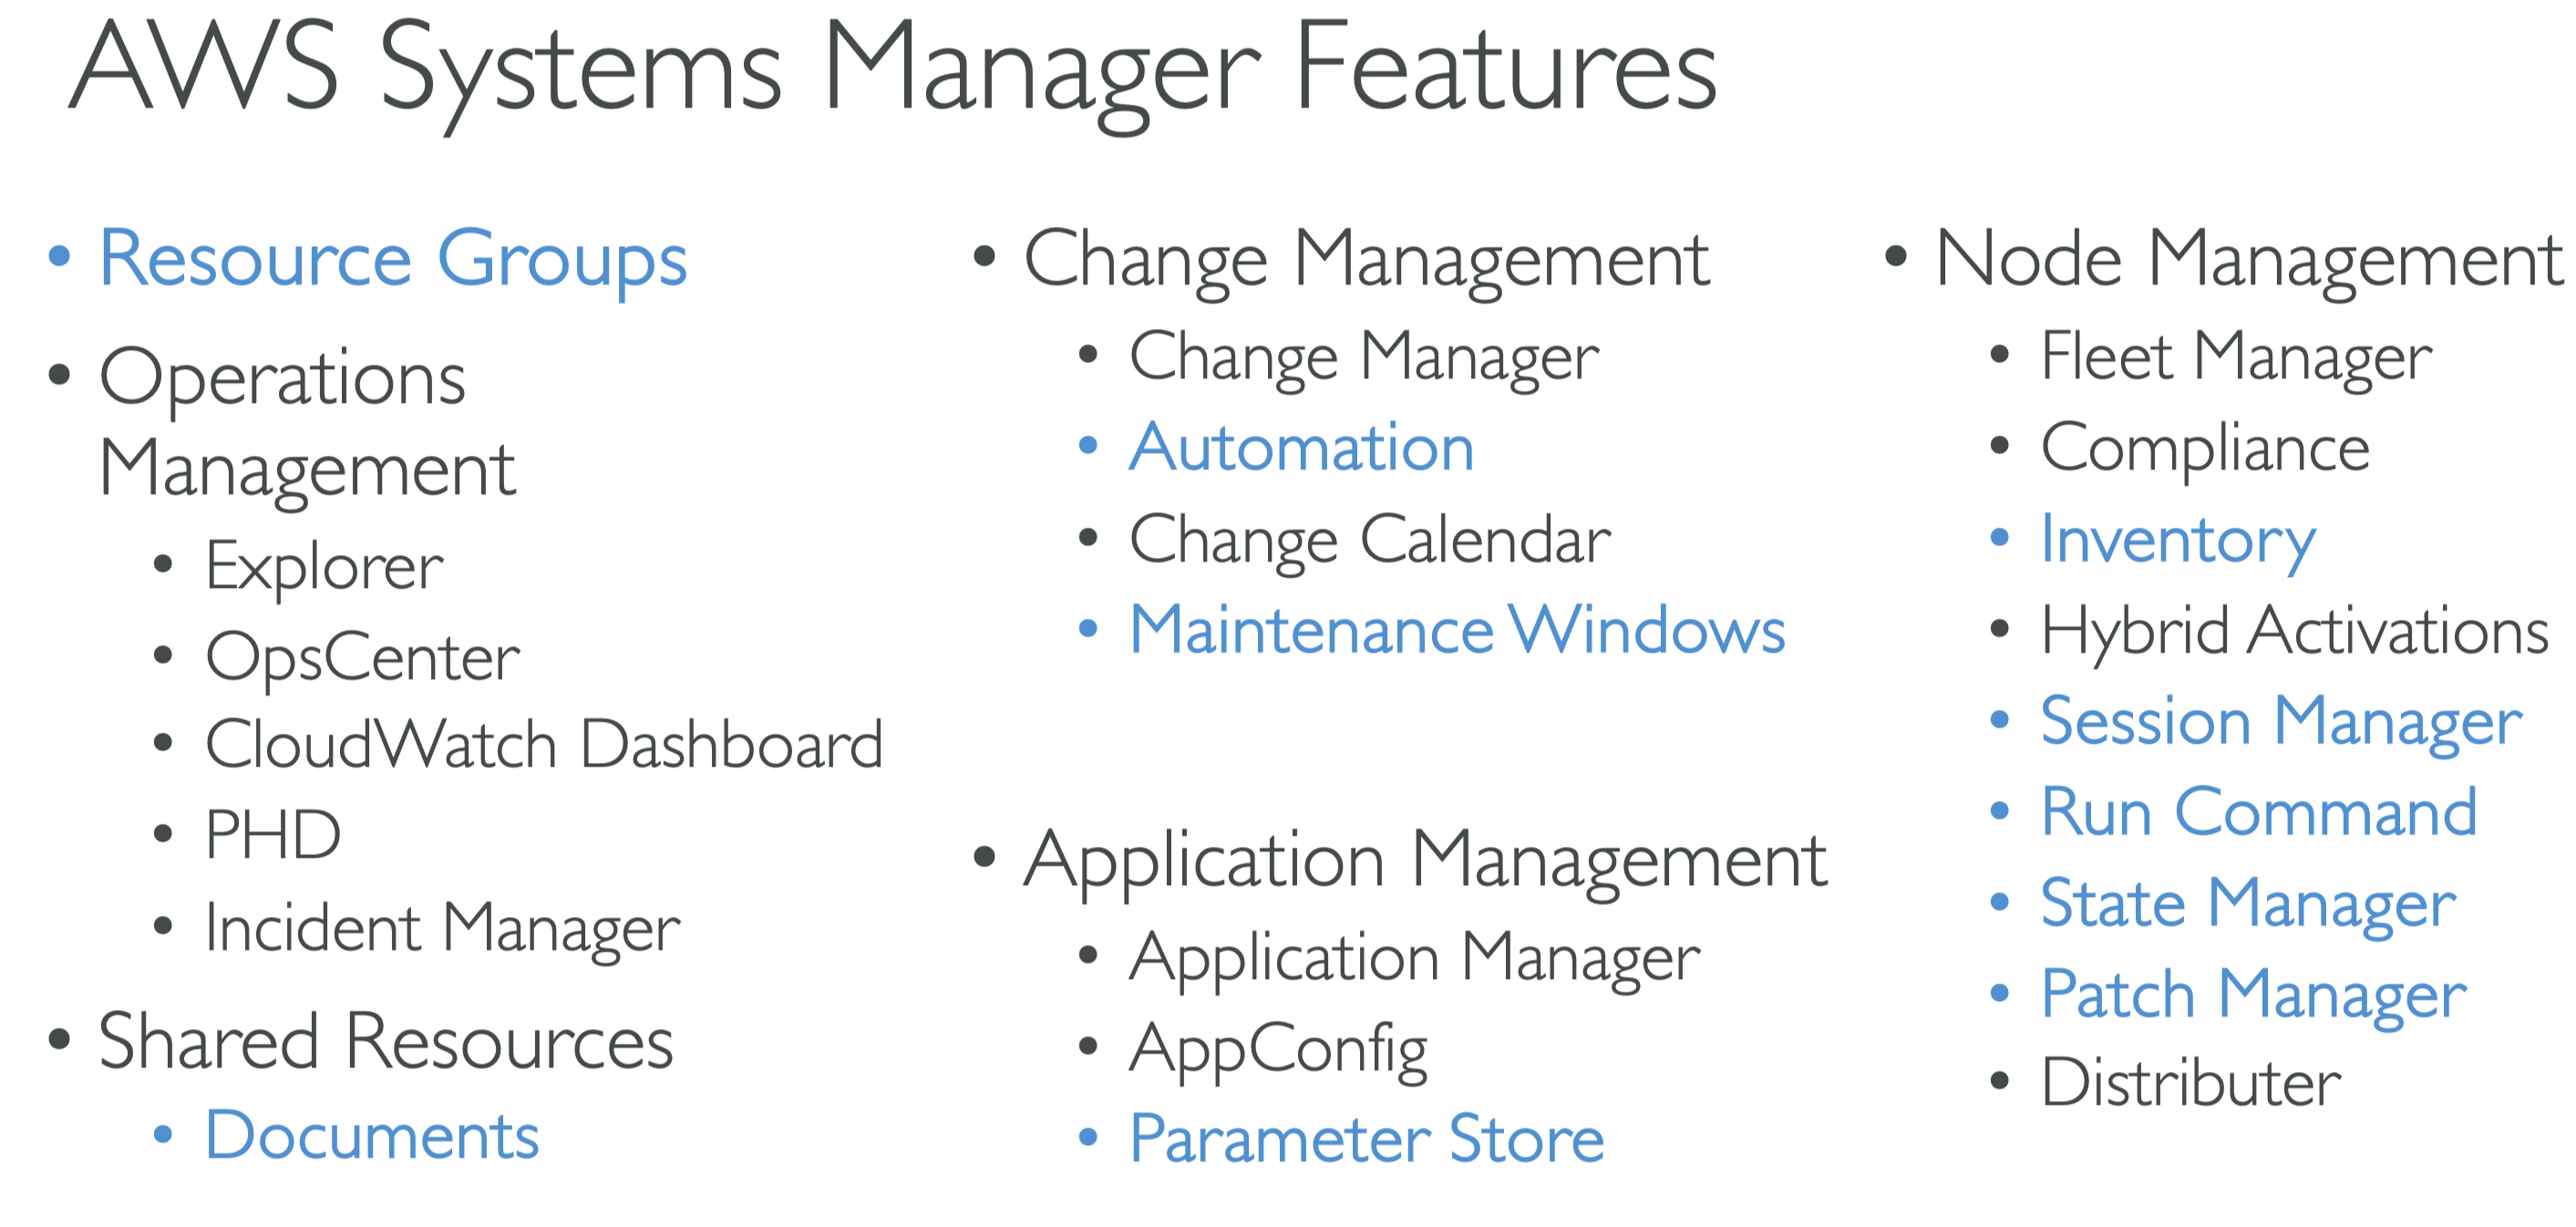 AWS Systems Manager Features
• Resource Groups
• Operations
Management
• Explorer
• OpsCenter
• CloudWatch Dashboard
• PHD
• Incident Manager
• Shared Resources
• Documents
• Change Management
• Change Manager
• Automation
• Change Calendar
• Maintenance Windows
• Application Management
• Application Manager
• AppConfig
• Parameter Store
• Node Management
• Fleet Manager
• Compliance
• Inventory
• Hybrid Activations
• Session Manager
• Run Command
• State Manager
• Patch Manager
• Distributer